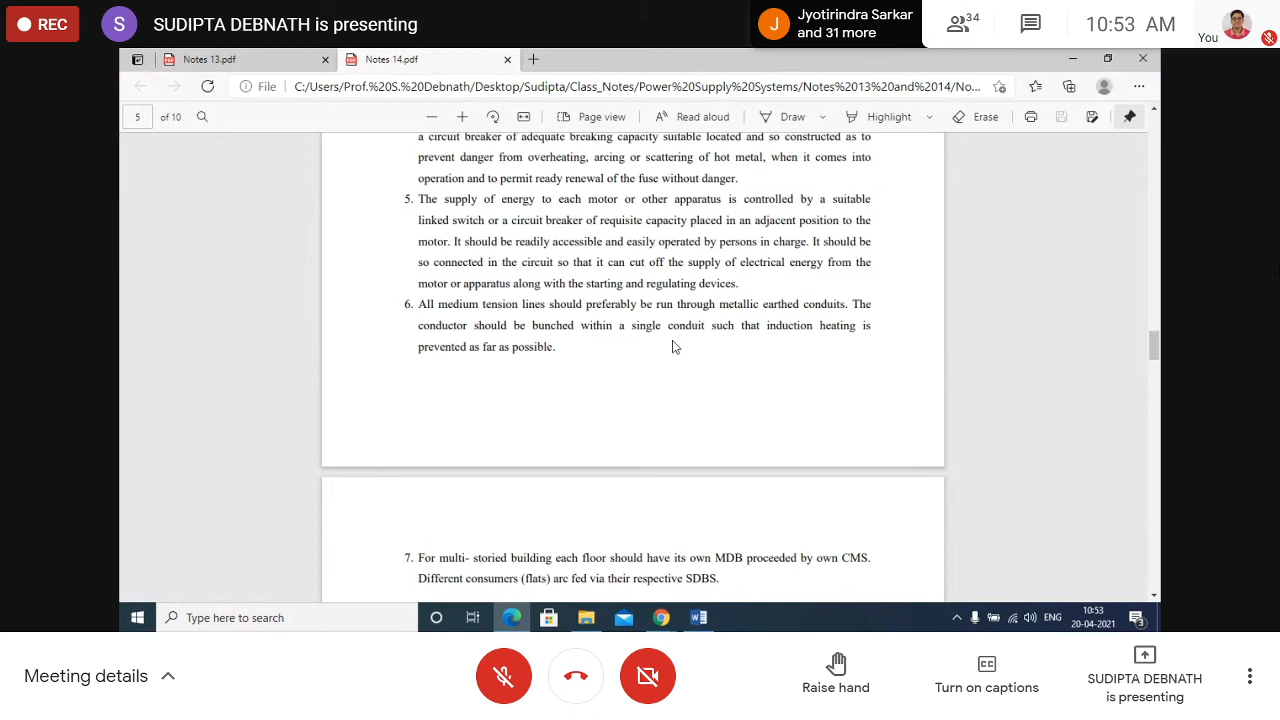 REC
S
SUDIPTA DEBNATH is presenting
J
Jyotirindra Sarkar
and 31 more
34
10:53 AM
You
Notes 13.pdf
Notes 14.pdf
File
C:/Users/Prof.%20S.%20Debnath/Desktop/Sudipta/Class_Notes/Power%20Supply%20Systems/Notes%2013%20and%2014/No...
5
of 10
Page view
Read aloud
Draw
Highlight
Erase
a circuit breaker of adequate breaking capacity suitable located and so constructed as to
prevent danger from overheating, arcing or scattering of hot metal, when it comes into
operation and to permit ready renewal of the fuse without danger.
5. The supply of energy to each motor or other apparatus is controlled by a suitable
linked switch or a circuit breaker of requisite capacity placed in an adjacent position to the
motor. It should be readily accessible and easily operated by persons in charge. It should be
so connected in the circuit so that it can cut off the supply of electrical energy from the
motor or apparatus along with the starting and regulating devices.
6. All medium tension lines should preferably be run through metallic earthed conduits. The
conductor should be bunched within a single conduit such that induction heating is
prevented as far as possible.
7. For multi- storied building each floor should have its own MDB proceeded by own CMS.
Different consumers (flats) arc fed via their respective SDBS.
Type here to search
ENG
10:53
20-04-2021
3
Meeting details
Raise hand
Turn on captions
SUDIPTA DEBNATH
is presenting